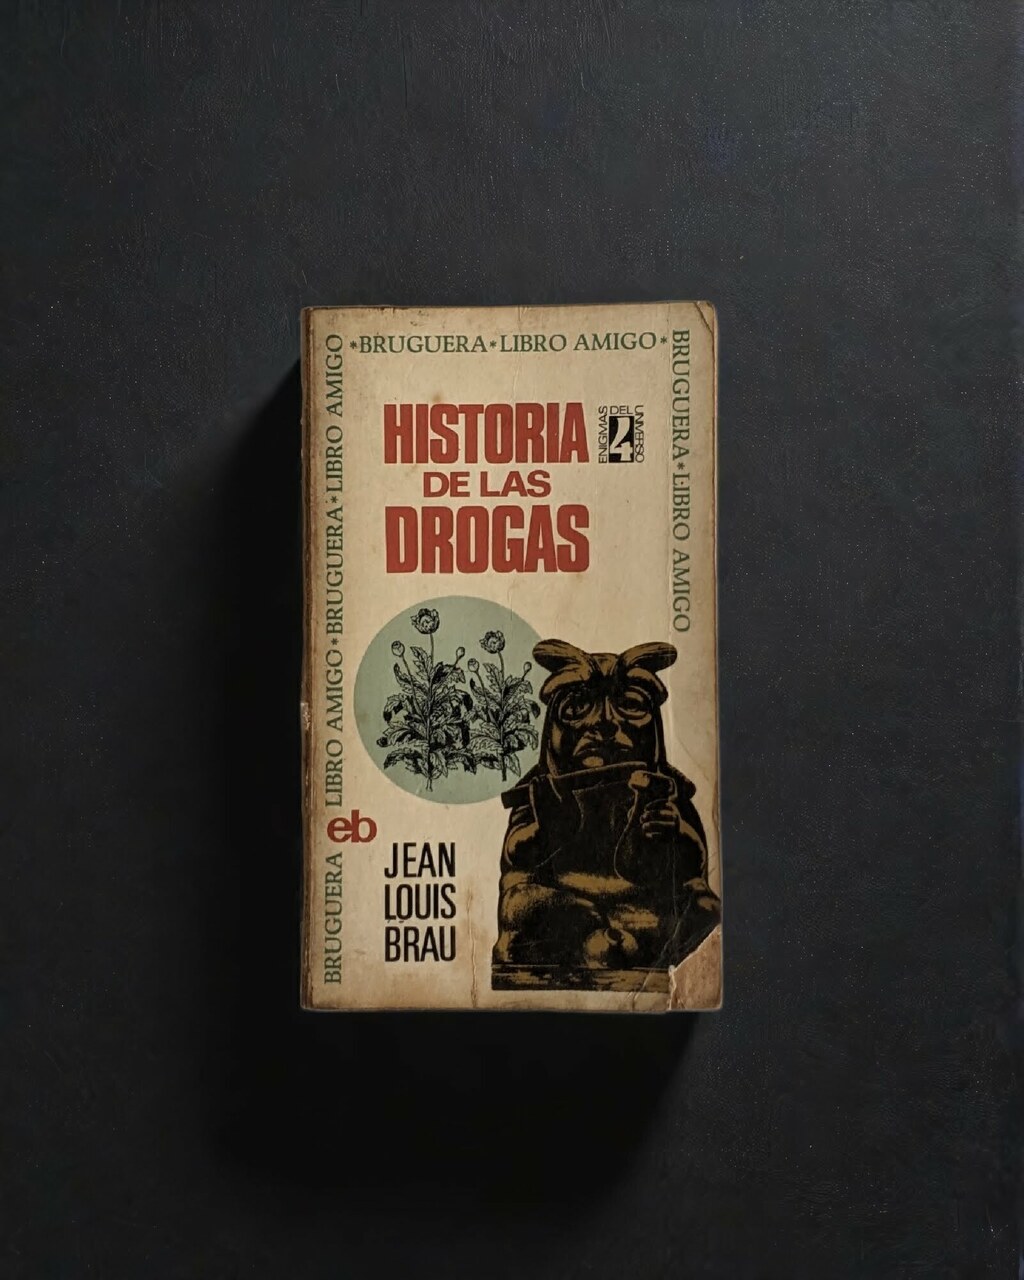 *BRUGUERA*LIBRO AMIGO*
BRUGUERA*LIBRO AMIGO
BRUGUERA LIBRO AMIGO*BRUGUERA*LIBRO AMIGO
HISTORIA
DE LAS
DROGAS
ENIGMAS DEL UNIVERSO
4
eb
JEAN
LOUIS
BRAU